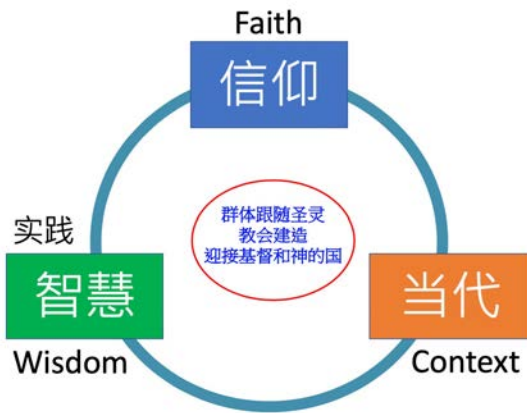 Faith
信仰
群体跟随圣灵
教会建造
迎接基督和神的国
实践
智慧
Wisdom
当代
Context